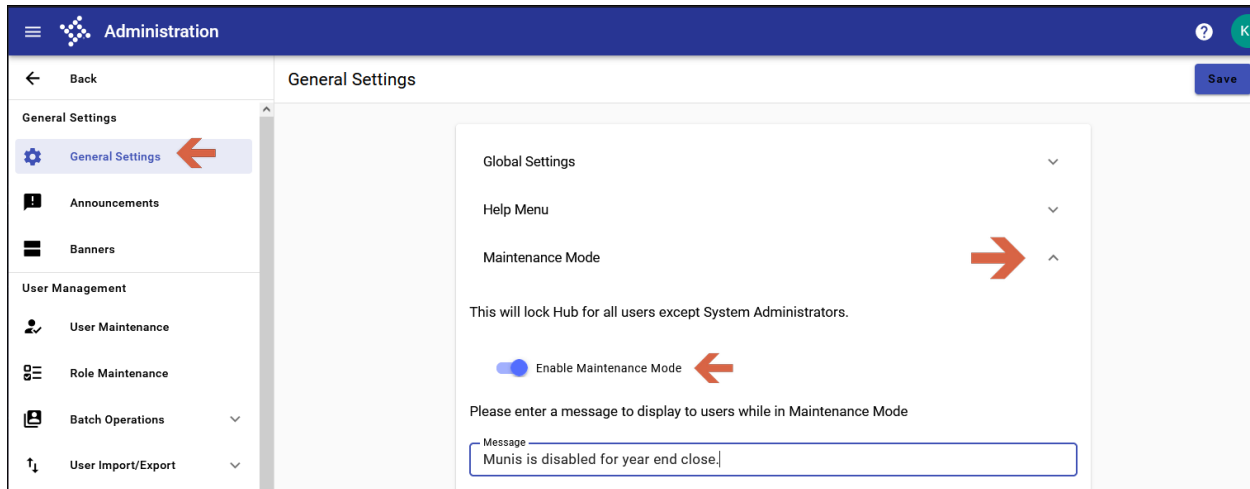 Administration
?
K
Back
General Settings
Save
General Settings
General Settings
Announcements
Banners
User Management
User Maintenance
Role Maintenance
Batch Operations
User Import/Export
Global Settings
Help Menu
Maintenance Mode
This will lock Hub for all users except System Administrators.
Enable Maintenance Mode
Please enter a message to display to users while in Maintenance Mode
Message
Munis is disabled for year end close.